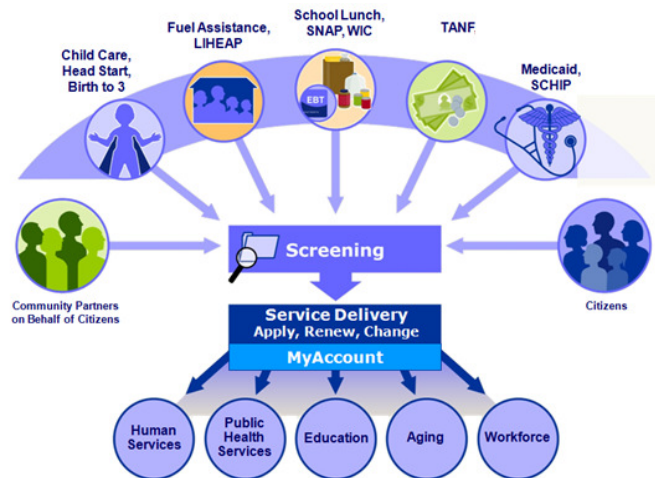 Child Care,
Head Start,
Birth to 3
Fuel Assistance,
LIHEAP
School Lunch,
SNAP, WIC
TANF
Medicaid,
SCHIP
EBT
Community Partners
on Behalf of Citizens
Screening
Citizens
Service Delivery
Apply, Renew, Change
MyAccount
Human
Services
Public
Health
Services
Education
Aging
Workforce